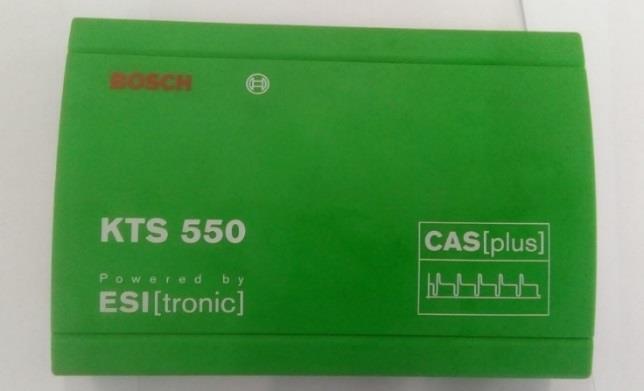 BOSCH
KTS 550
Powered by
ESI[tronic]
CAS[plus]